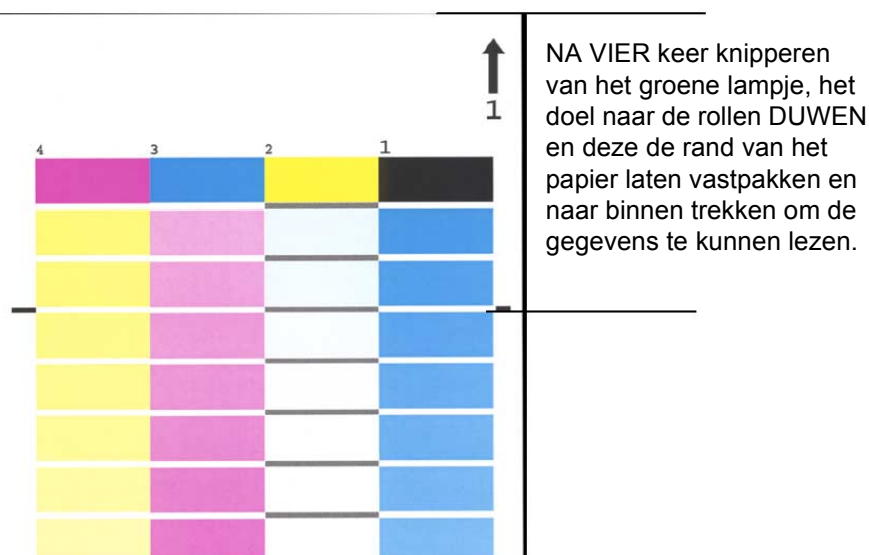 1
4 3 2 1
NA VIER keer knipperen
van het groene lampje, het
doel naar de rollen DUWEN
en deze de rand van het
papier laten vastpakken en
naar binnen trekken om de
gegevens te kunnen lezen.